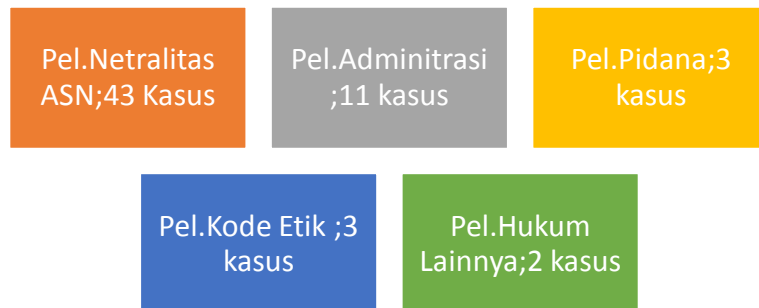 Pel.Netralitas
ASN;43 Kasus
Pel.Adminitrasi
;11 kasus
Pel.Pidana;3
kasus
Pel.Kode Etik ;3
kasus
Pel.Hukum
Lainnya;2 kasus